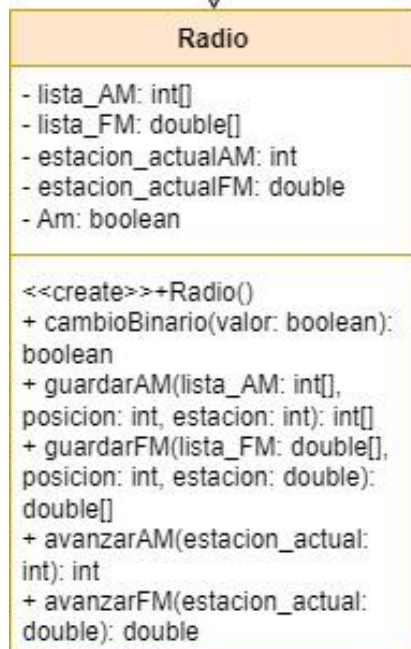 Radio
- lista_AM: int[]
- lista_FM: double[]
- estacion_actualAM: int
- estacion_actualFM: double
- Am: boolean
<<create>>+Radio()
+ cambioBinario(valor: boolean):
boolean
+ guardarAM(lista_AM: int[],
posicion: int, estacion: int): int[]
+ guardarFM(lista_FM: double[],
posicion: int, estacion: double):
double[]
+ avanzarAM(estacion_actual:
int): int
+ avanzarFM(estacion_actual:
double): double